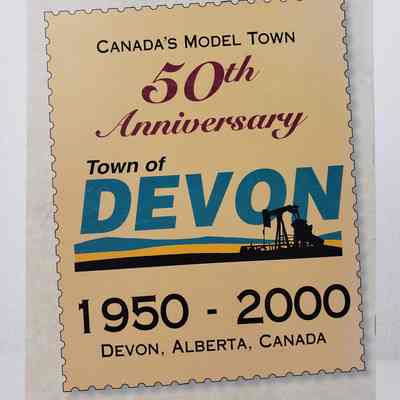 CANADA'S MODEL TOWN
50th
Anniversary
Town of
DEVON
1950 - 2000
DEVON, ALBERTA, CANADA